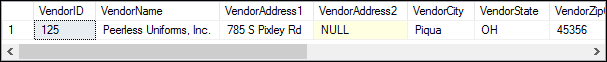 VendorID VendorName VendorAddress1 VendorAddress2 VendorCity VendorState VendorZip
1 125 Peerless Uniforms, Inc. 785 S Pixley Rd NULL Piqua OH 45356